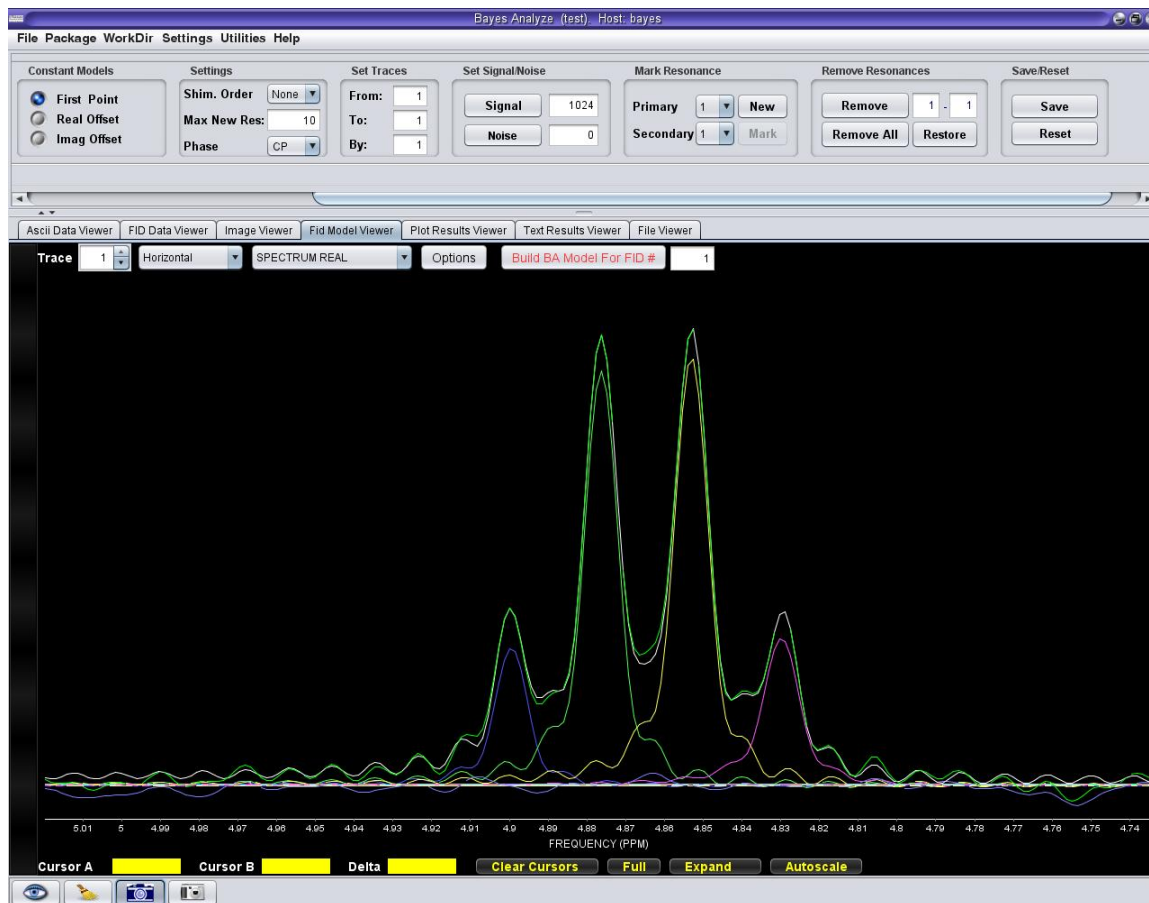 Bayes Analyze (test). Host: bayes
File Package WorkDir Settings Utilities Help
Constant Models Settings Set Traces Set Signal/Noise Mark Resonance Remove Resonances Save/Reset
First Point Shim. Order None From: 1 Signal 1024 Primary 1 New Remove 1 - 1 Save
Real Offset Max New Res: 10 To: 1 Noise 0 Secondary 1 Mark Remove All Restore Reset
Imag Offset Phase CP By: 1
Ascii Data Viewer FID Data Viewer Image Viewer Fid Model Viewer Plot Results Viewer Text Results Viewer File Viewer
Trace 1 Horizontal SPECTRUM REAL Options Build BA Model For FID # 1
5.01 5 4.99 4.98 4.97 4.96 4.95 4.94 4.93 4.92 4.91 4.9 4.89 4.88 4.87 4.86 4.85 4.84 4.83 4.82 4.81 4.8 4.79 4.78 4.77 4.76 4.75 4.74
FREQUENCY (PPM)
Cursor A Cursor B Delta Clear Cursors Full Expand Autoscale